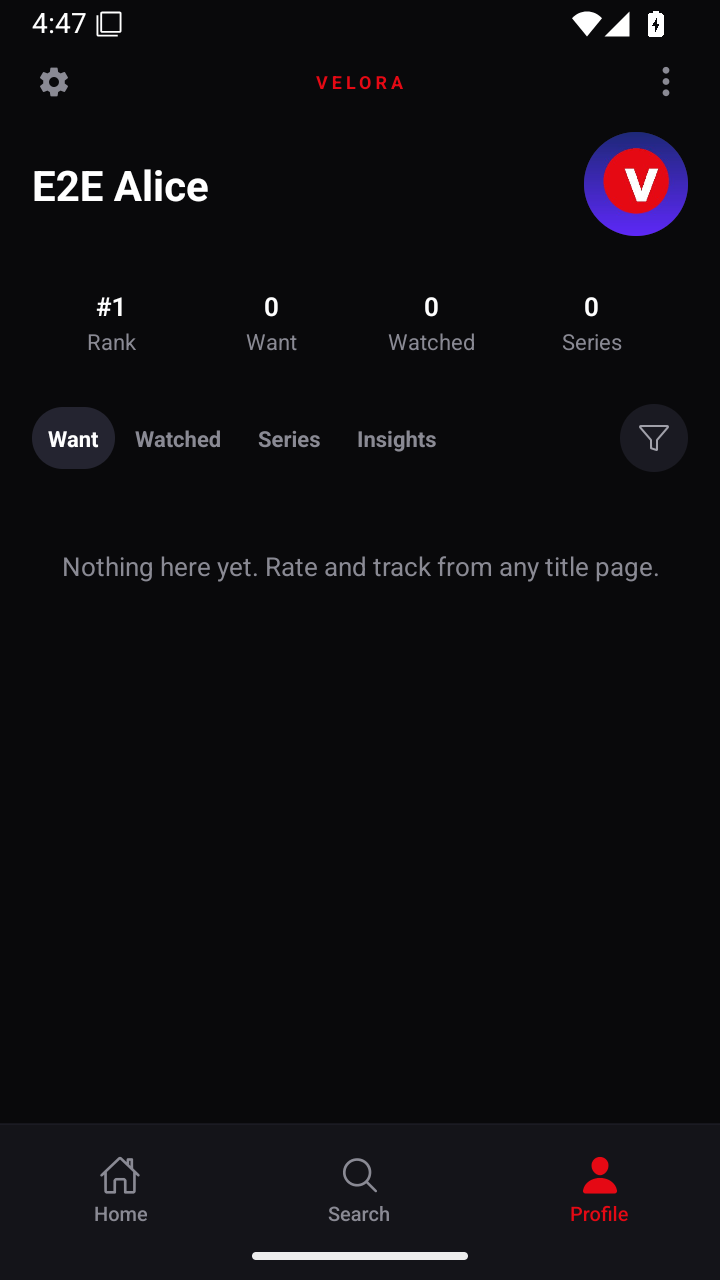 4:47
VELORA
E2E Alice
V
#1 0 0 0
Rank Want Watched Series
Want Watched Series Insights
Nothing here yet. Rate and track from any title page.
Home Search Profile